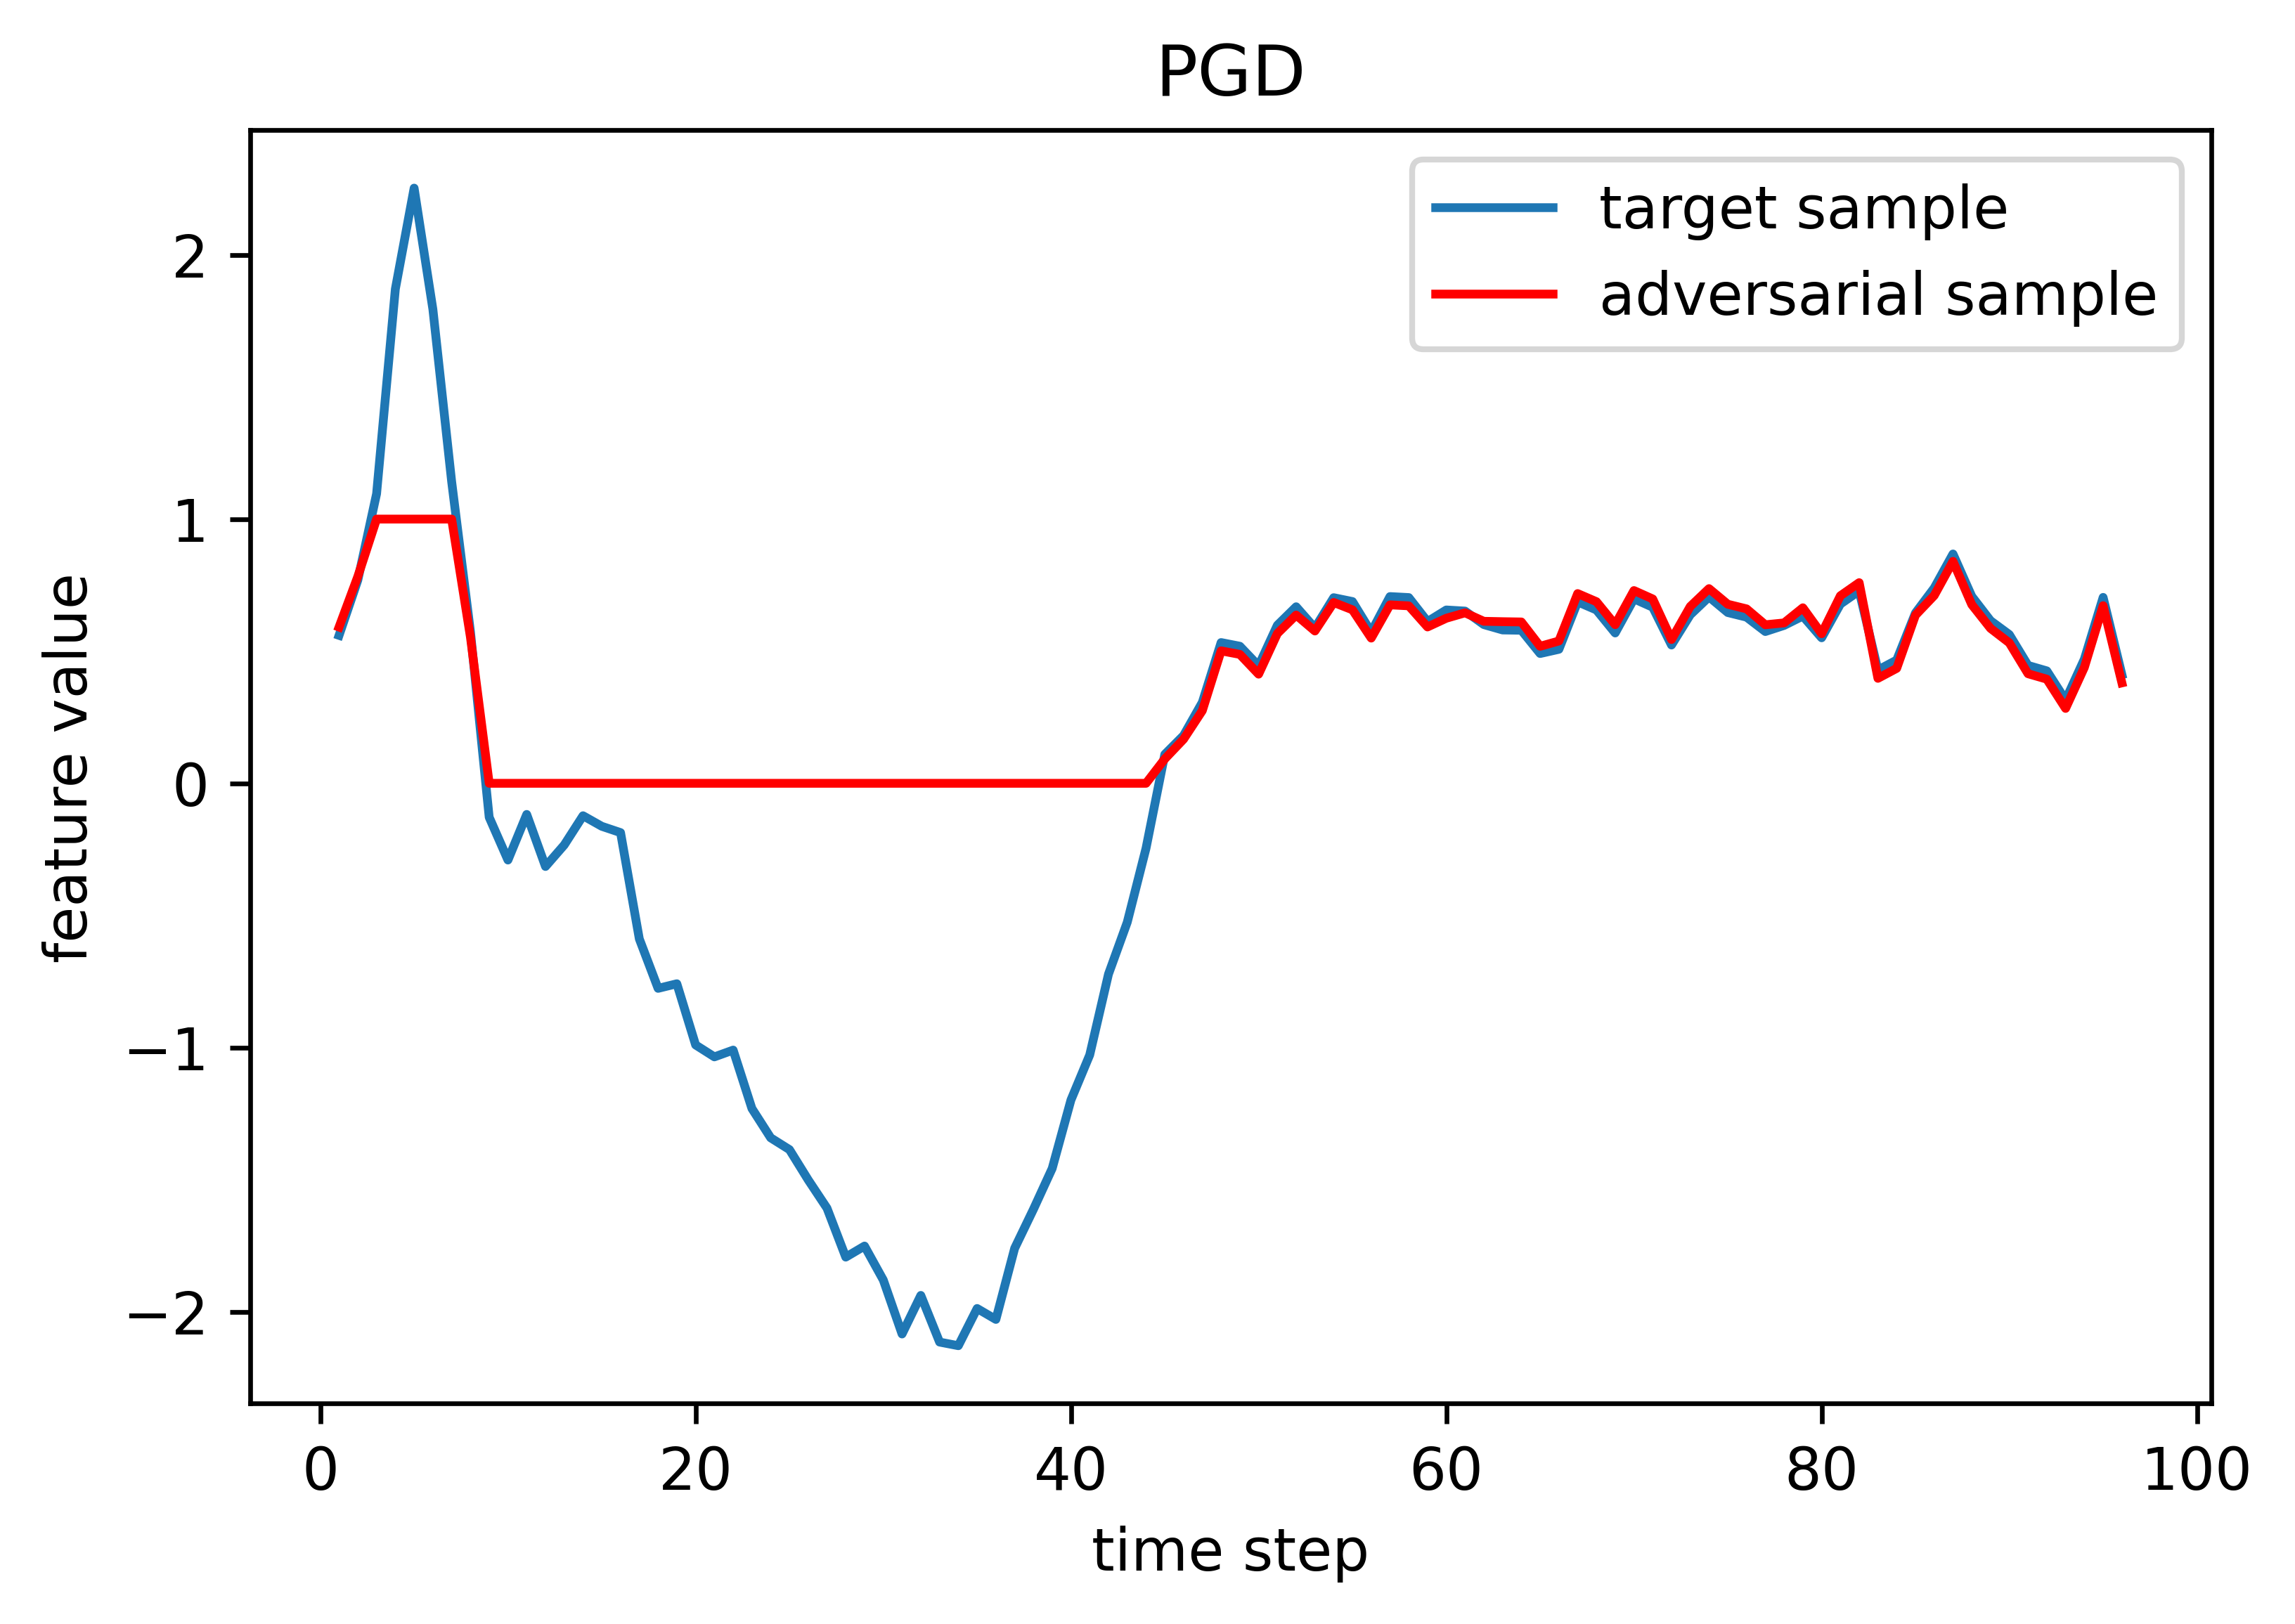 PGD
target sample
adversarial sample
feature value
2
1
0
−1
−2
0 20 40 60 80 100
time step